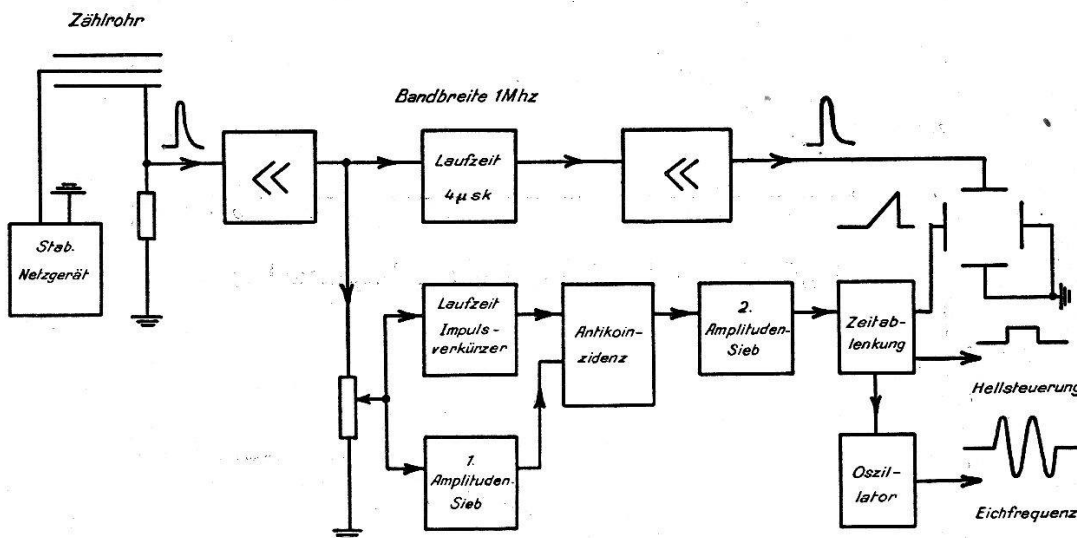 Zählrohr
Bandbreite 1Mhz
Laufzeit
4µsk
Stab.
Netzgerät
Laufzeit
Impuls-
verkürzer
Antikoin-
zidenz
2.
Amplituden-
Sieb
Zeitab-
lenkung
Hellsteuerung
1.
Amplituden-
Sieb
Oszil-
lator
Eichfrequenz